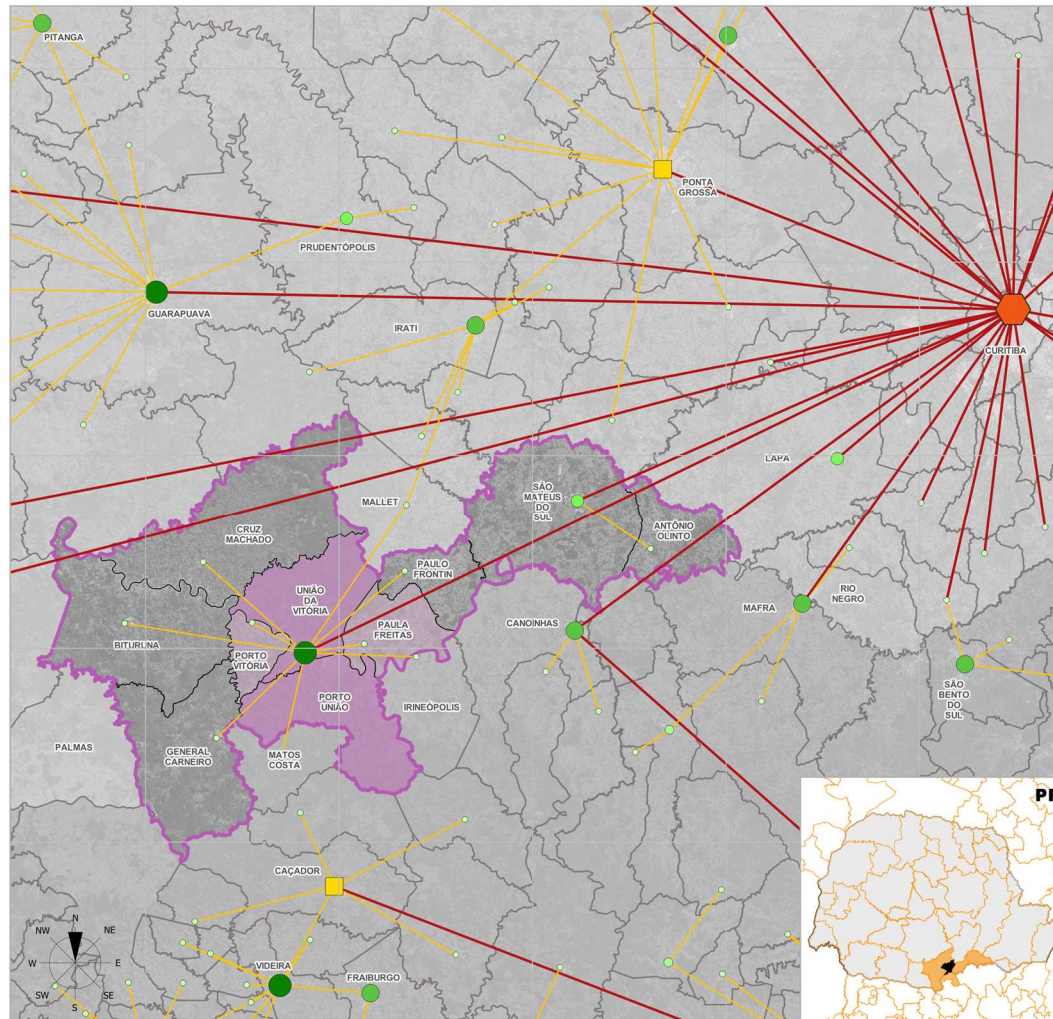 PITANGA
PONTA
GROSSA
PRUDENTÓPOLIS
GUARAPUAVA
IRATI
CURITIBA
LAPA
MALLET
SÃO
MATEUS
DO
SUL
CRUZ
MACHADO
ANTÔNIO
OLINTO
PAULO
FRONTIN
UNIÃO
DA
VITÓRIA
RIO
NEGRO
MAFRA
PAULA
FREITAS
CANOINHAS
BITURUNA
PORTO
VITÓRIA
SÃO
BENTO
DO
SUL
PORTO
UNIÃO
IRINEÓPOLIS
PALMAS
GENERAL
CARNEIRO
MATOS
COSTA
PR
CAÇADOR
N
NW
NE
W
E
SW
SE
S
VIDEIRA
FRAIBURGO